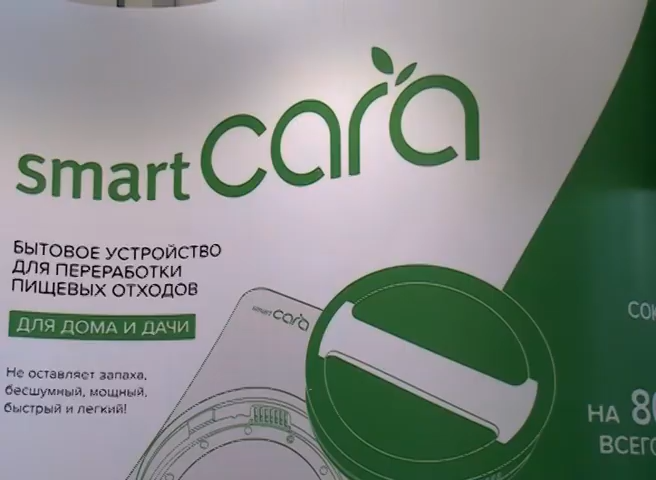 smart cara
БЫТОВОЕ УСТРОЙСТВО
ДЛЯ ПЕРЕРАБОТКИ
ПИЩЕВЫХ ОТХОДОВ
ДЛЯ ДОМА И ДАЧИ
Не оставляет запаха,
бесшумный, мощный,
быстрый и легкий!
smart cara
НА